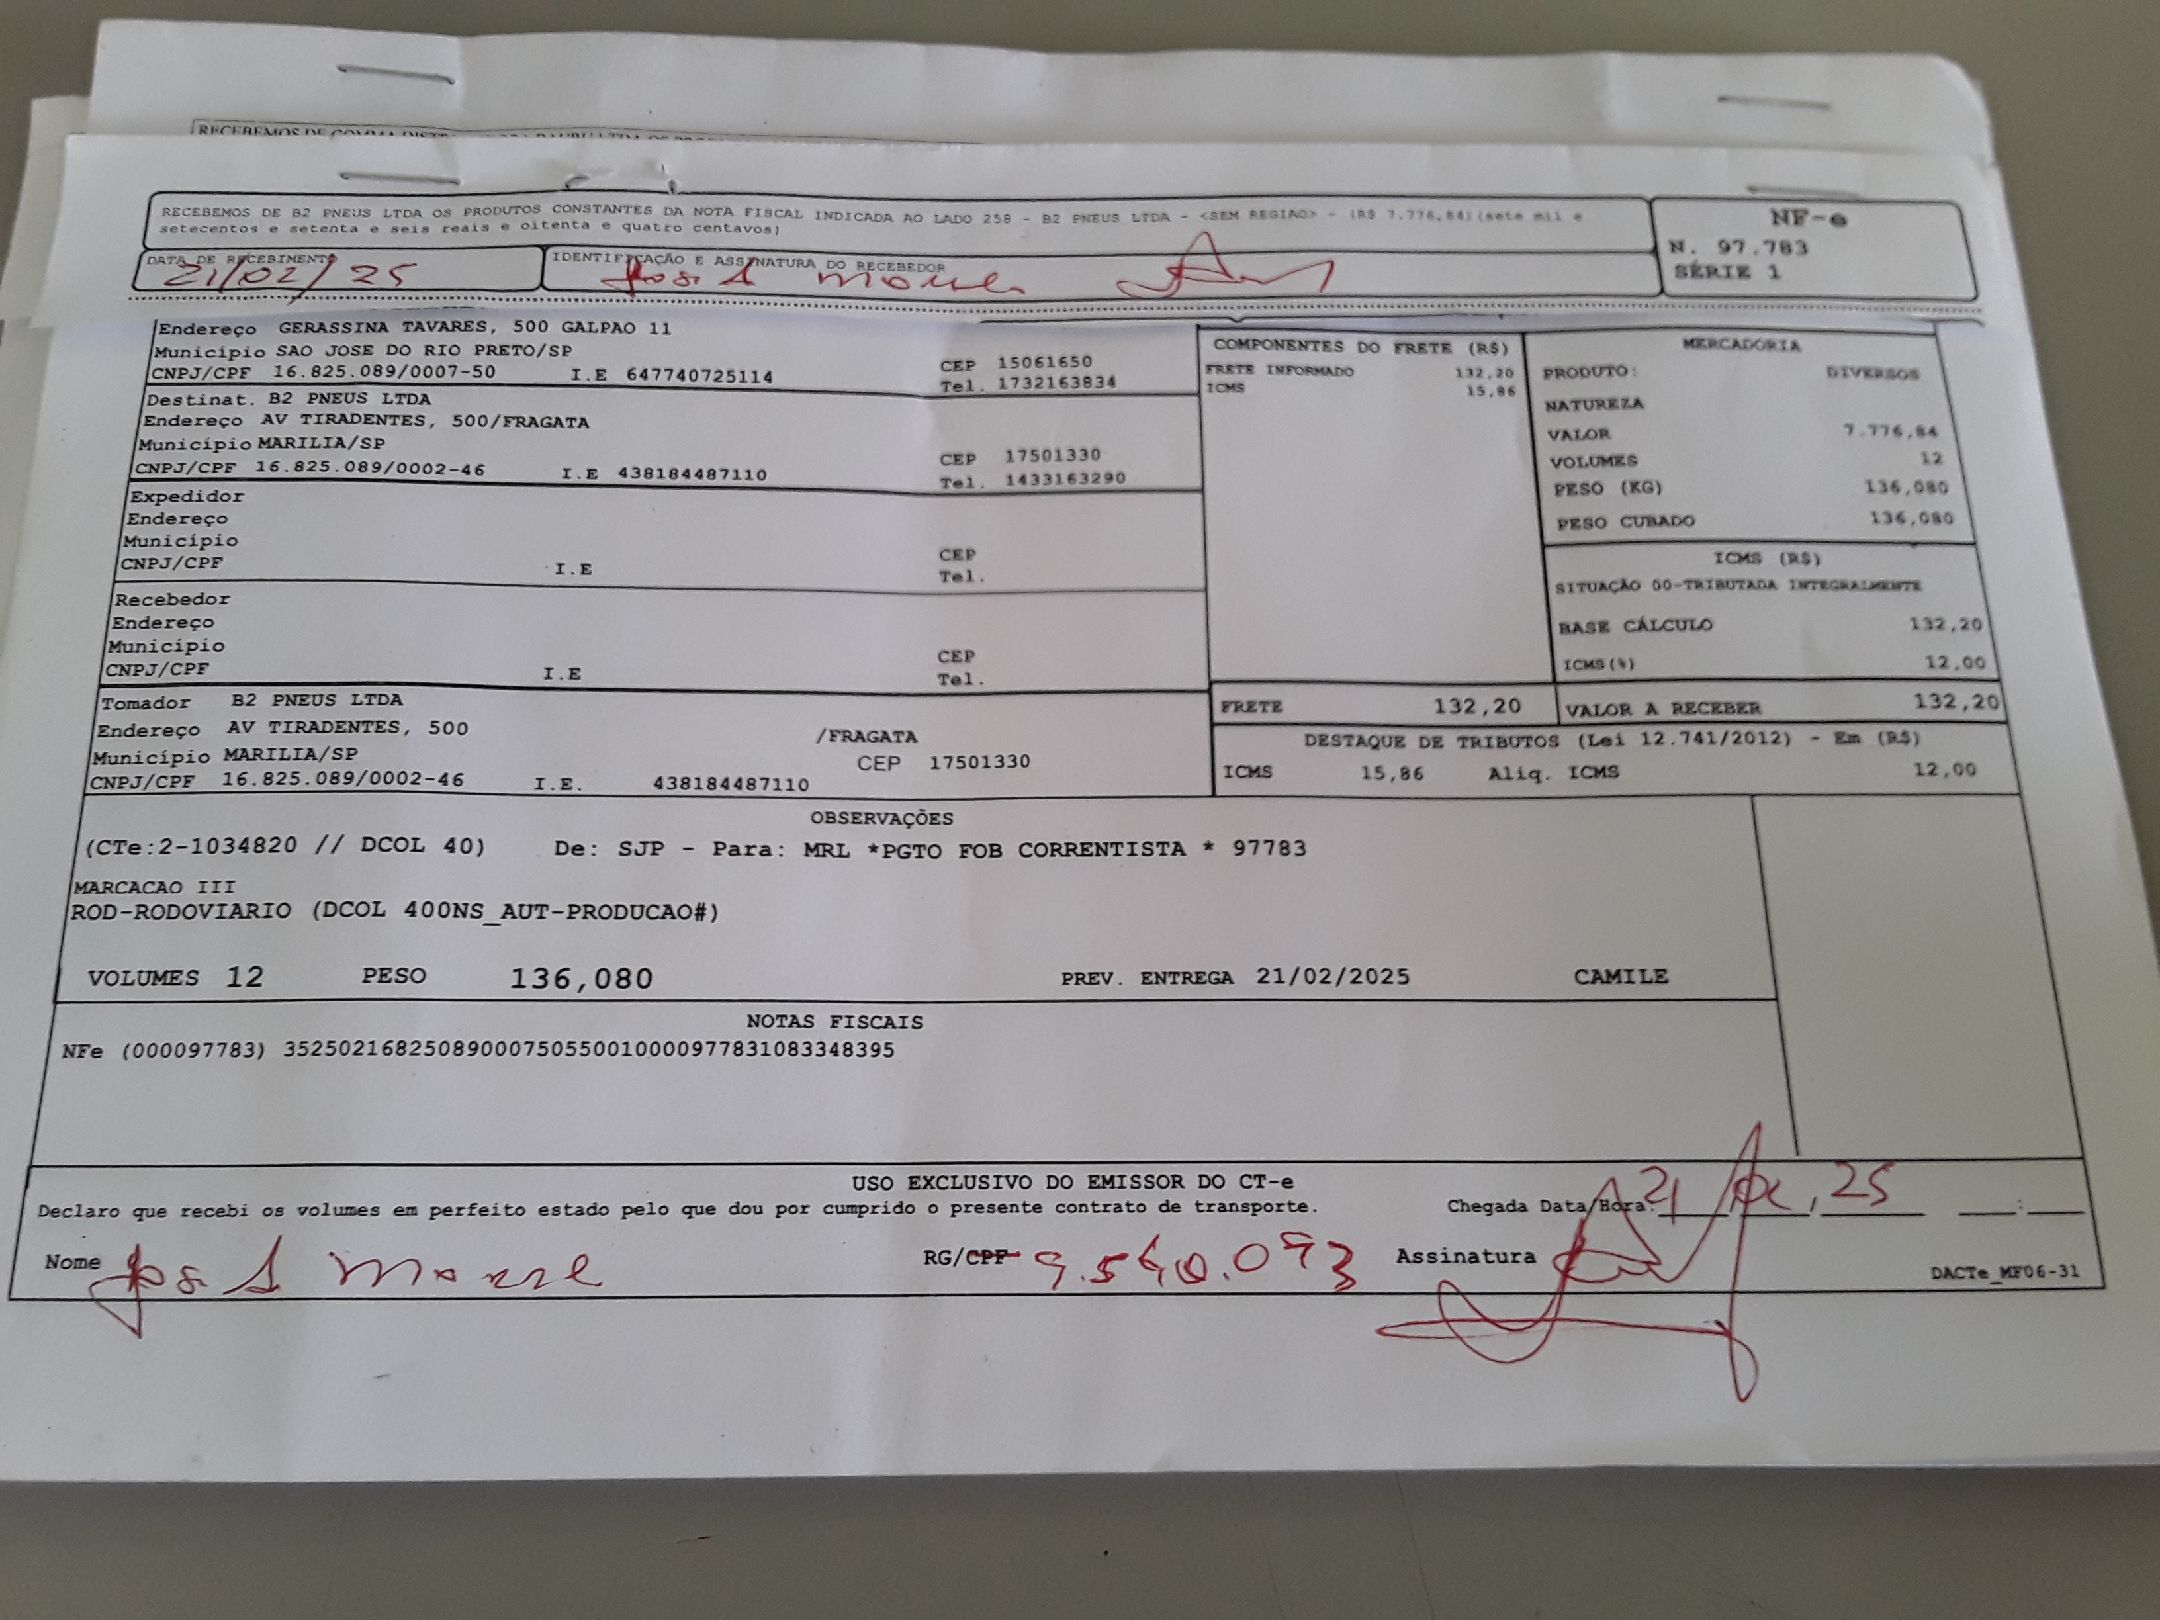 RECEBEMOS DE
RECEBEMOS DE B2 PNEUS LTDA OS PRODUTOS CONSTANTES DA NOTA FISCAL INDICADA AO LADO 258 - B2 PNEUS LTDA - <SEM REGIAO> - (R$ 7.776,84)(sete mil e
setecentos e setenta e seis reais e oitenta e quatro centavos)
NF-e
N. 97.783
SÉRIE 1
DATA DE RECEBIMENTO
21/02/25
IDENTIFICAÇÃO E ASSINATURA DO RECEBEDOR
Endereço GERASSINA TAVARES, 500 GALPAO 11
Município SAO JOSE DO RIO PRETO/SP CEP 15061650
CNPJ/CPF 16.825.089/0007-50 I.E 647740725114 Tel. 1732163834
Destinat. B2 PNEUS LTDA
Endereço AV TIRADENTES, 500/FRAGATA
Município MARILIA/SP CEP 17501330
CNPJ/CPF 16.825.089/0002-46 I.E 438184487110 Tel. 1433163290
Expedidor
Endereço
Município CEP
CNPJ/CPF I.E Tel.
Recebedor
Endereço
Município CEP
CNPJ/CPF I.E Tel.
Tomador B2 PNEUS LTDA
Endereço AV TIRADENTES, 500 /FRAGATA
Município MARILIA/SP CEP 17501330
CNPJ/CPF 16.825.089/0002-46 I.E. 438184487110
COMPONENTES DO FRETE (R$)
FRETE INFORMADO 132,20
ICMS 15,86
MERCADORIA
PRODUTO: DIVERSOS
NATUREZA
VALOR 7.776,84
VOLUMES 12
PESO (KG) 136,080
PESO CUBADO 136,080
ICMS (R$)
SITUAÇÃO 00-TRIBUTADA INTEGRALMENTE
BASE CÁLCULO 132,20
ICMS(%) 12,00
FRETE 132,20 VALOR A RECEBER 132,20
DESTAQUE DE TRIBUTOS (Lei 12.741/2012) - Em (R$)
ICMS 15,86 Aliq. ICMS 12,00
OBSERVAÇÕES
(CTe:2-1034820 // DCOL 40) De: SJP - Para: MRL *PGTO FOB CORRENTISTA * 97783
MARCACAO III
ROD-RODOVIARIO (DCOL 400NS_AUT-PRODUCAO#)
VOLUMES 12 PESO 136,080 PREV. ENTREGA 21/02/2025 CAMILE
NOTAS FISCAIS
NFe (000097783) 35250216825089000750550010000977831083348395
USO EXCLUSIVO DO EMISSOR DO CT-e
Declaro que recebi os volumes em perfeito estado pelo que dou por cumprido o presente contrato de transporte. Chegada Data/Hora: 21/02/25 :
Nome RG/CPF 9.540.093 Assinatura
DACTe_MF06-31